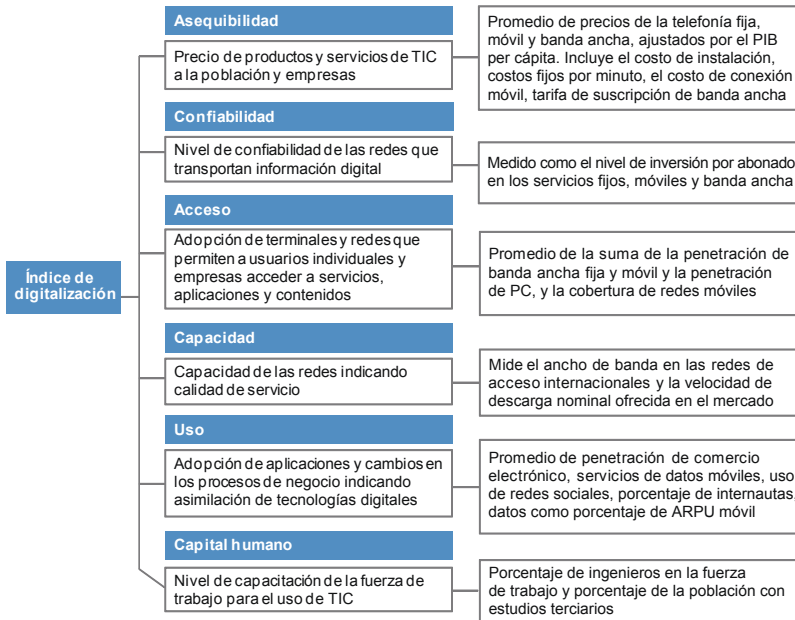 Asequibilidad
Precio de productos y servicios de TIC
a la población y empresas
Promedio de precios de la telefonía fija,
móvil y banda ancha, ajustados por el PIB
per cápita. Incluye el costo de instalación,
costos fijos por minuto, el costo de conexión
móvil, tarifa de suscripción de banda ancha
Confiabilidad
Nivel de confiabilidad de las redes que
transportan información digital
Medido como el nivel de inversión por abonado
en los servicios fijos, móviles y banda ancha
Acceso
Adopción de terminales y redes que
permiten a usuarios individuales y
empresas acceder a servicios,
aplicaciones y contenidos
Promedio de la suma de la penetración de
banda ancha fija y móvil y la penetración
de PC, y la cobertura de redes móviles
Índice de
digitalización
Capacidad
Capacidad de las redes indicando
calidad de servicio
Mide el ancho de banda en las redes de
acceso internacionales y la velocidad de
descarga nominal ofrecida en el mercado
Uso
Adopción de aplicaciones y cambios en
los procesos de negocio indicando
asimilación de tecnologías digitales
Promedio de penetración de comercio
electrónico, servicios de datos móviles, uso
de redes sociales, porcentaje de internautas,
datos como porcentaje de ARPU móvil
Capital humano
Nivel de capacitación de la fuerza de
trabajo para el uso de TIC
Porcentaje de ingenieros en la fuerza
de trabajo y porcentaje de la población con
estudios terciarios